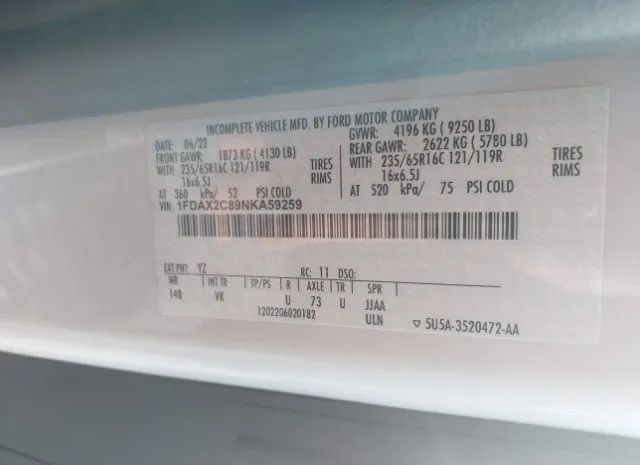 INCOMPLETE VEHICLE MFD. BY FORD MOTOR COMPANY
DATE: 06/22 GVWR: 4196 KG ( 9250 LB)
FRONT GAWR: 1873 KG ( 4130 LB) REAR GAWR: 2622 KG ( 5780 LB)
WITH 235/65R16C 121/119R TIRES WITH 235/65R16C 121/119R TIRES
16x6.5J RIMS 16x6.5J RIMS
AT 360 kPa/ 52 PSI COLD AT 520 kPa/ 75 PSI COLD
VIN: 1FDAX2C89NKA59259
EXT PNT: YZ RC: 11 DSO:
WB INT TR TP/PS R AXLE TR SPR
148 VK U 73 U JJAA
1202206020182 ULN ▽ 5U5A-3520472-AA